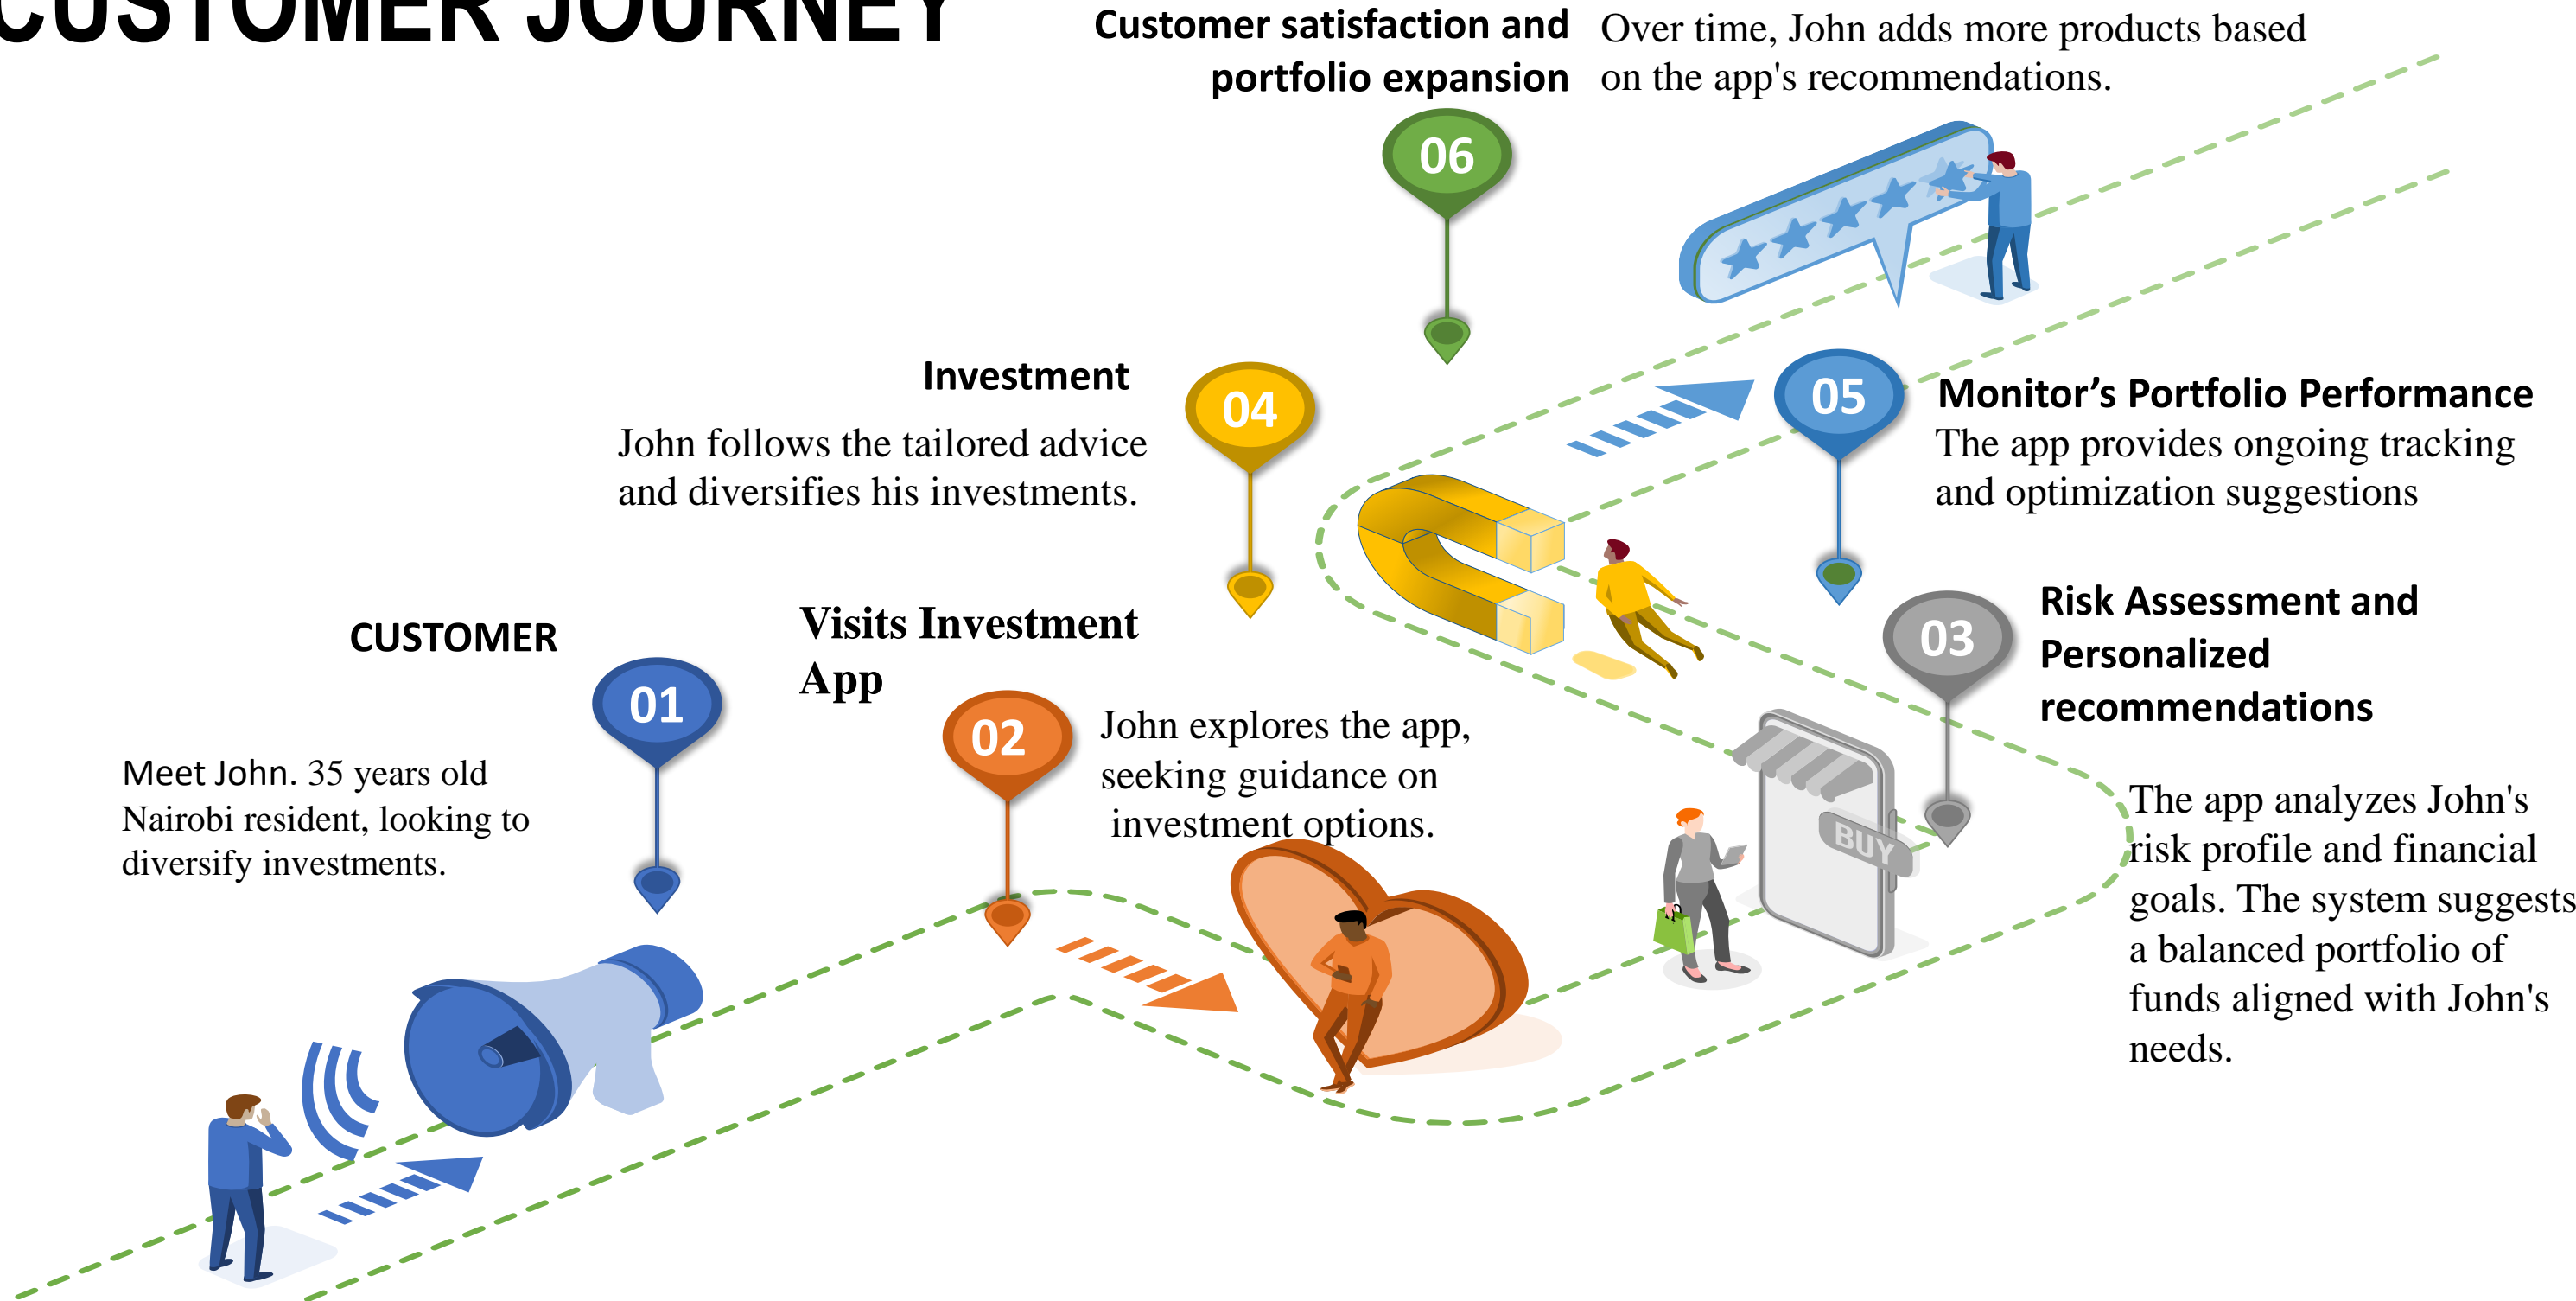 CUSTOMER JOURNEY
Customer satisfaction and
portfolio expansion
Over time, John adds more products based
on the app's recommendations.
06
Investment
John follows the tailored advice
and diversifies his investments.
04
05
Monitor’s Portfolio Performance
The app provides ongoing tracking
and optimization suggestions
CUSTOMER
01
Meet John. 35 years old
Nairobi resident, looking to
diversify investments.
Visits Investment
App
02
John explores the app,
seeking guidance on
investment options.
03
Risk Assessment and
Personalized
recommendations
The app analyzes John's
risk profile and financial
goals. The system suggests
a balanced portfolio of
funds aligned with John's
needs.
BUY